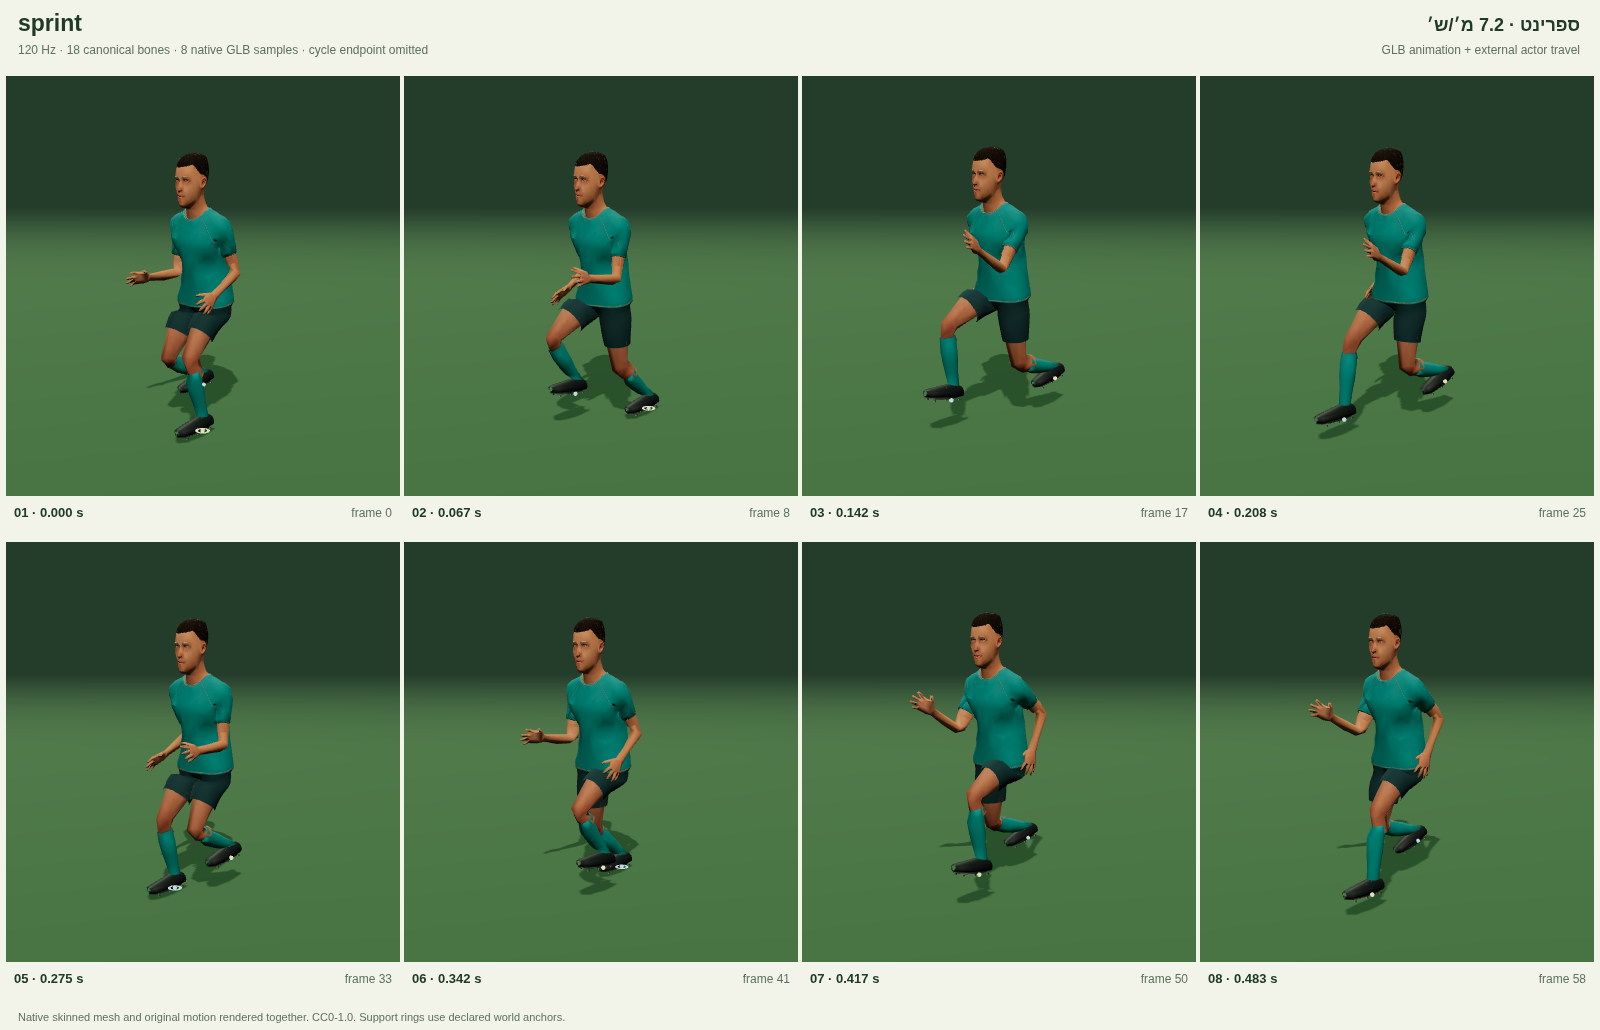 sprint
ספרינט · 7.2 מ׳/ש׳
120 Hz · 18 canonical bones · 8 native GLB samples · cycle endpoint omitted
GLB animation + external actor travel
01 · 0.000 s
frame 0
02 · 0.067 s
frame 8
03 · 0.142 s
frame 17
04 · 0.208 s
frame 25
05 · 0.275 s
frame 33
06 · 0.342 s
frame 41
07 · 0.417 s
frame 50
08 · 0.483 s
frame 58
Native skinned mesh and original motion rendered together. CC0-1.0. Support rings use declared world anchors.